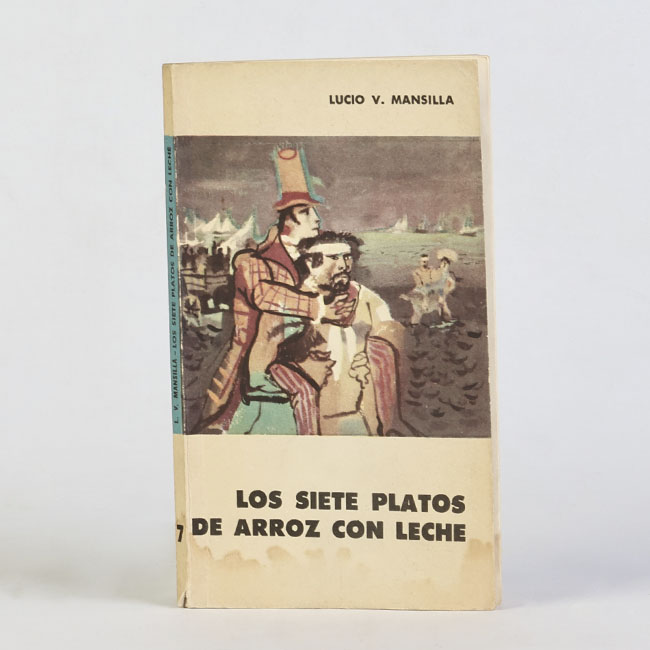 LUCIO V. MANSILLA
L. V. MANSILLA - LOS SIETE PLATOS DE ARROZ CON LECHE
LOS SIETE PLATOS
DE ARROZ CON LECHE
7